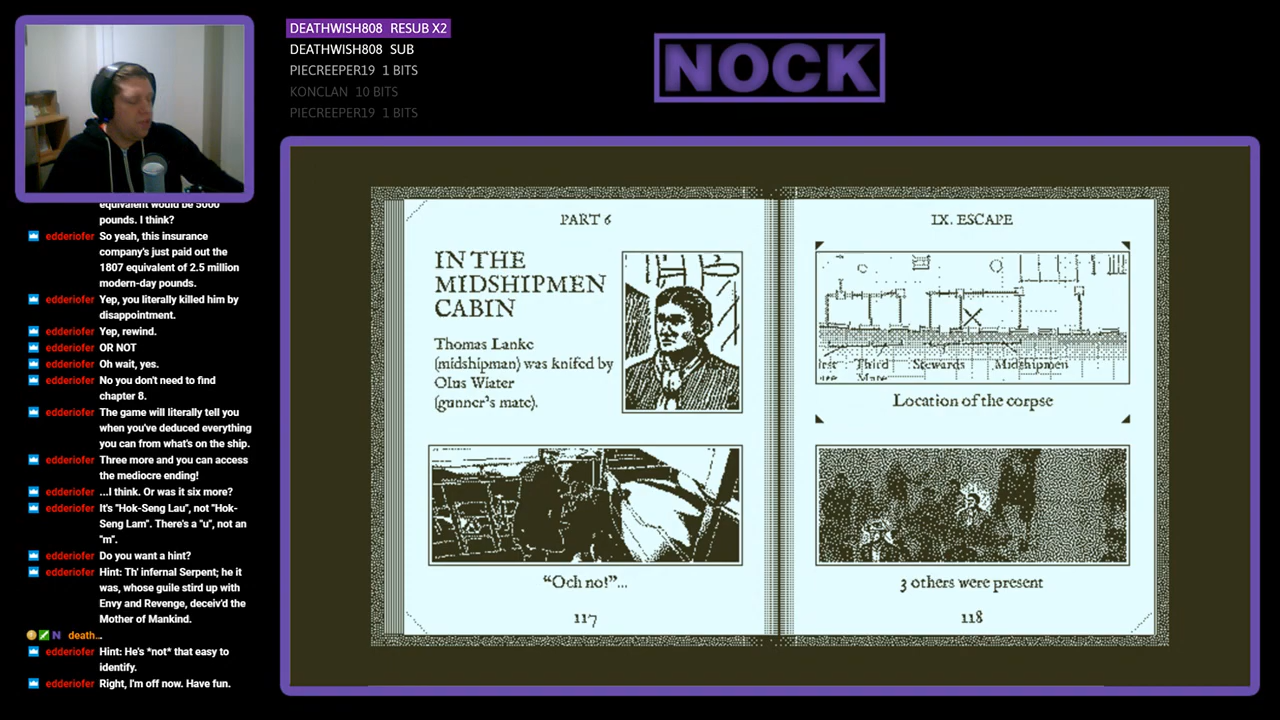 DEATHWISH808 RESUB X2
DEATHWISH808 SUB
PIECREEPER19 1 BITS
KONCLAN 10 BITS
PIECREEPER19 1 BITS
NOCK
equivalent would be 5000
pounds. I think?
edderiofer So yeah, this insurance
company's just paid out the
1807 equivalent of 2.5 million
modern-day pounds.
edderiofer Yep, you literally killed him by
disappointment.
edderiofer Yep, rewind.
edderiofer OR NOT
edderiofer Oh wait, yes.
edderiofer No you don't need to find
chapter 8.
edderiofer The game will literally tell you
when you've deduced everything
you can from what's on the ship.
edderiofer Three more and you can access
the mediocre ending!
edderiofer ...I think. Or was it six more?
edderiofer It's "Hok-Seng Lau", not "Hok-
Seng Lam". There's a "u", not an
"m".
edderiofer Do you want a hint?
edderiofer Hint: Th' infernal Serpent; he it
was, whose guile stird up with
Envy and Revenge, deceiv'd the
Mother of Mankind.
N death...
edderiofer Hint: He's *not* that easy to
identify.
edderiofer Right, I'm off now. Have fun.
PART 6
IN THE
MIDSHIPMEN
CABIN
Thomas Lanke
(midshipman) was knifed by
Olus Wiater
(gunner's mate).
"Och no!"...
117
IX. ESCAPE
Third Stewards Midshipmen
Mate
Location of the corpse
3 others were present
118